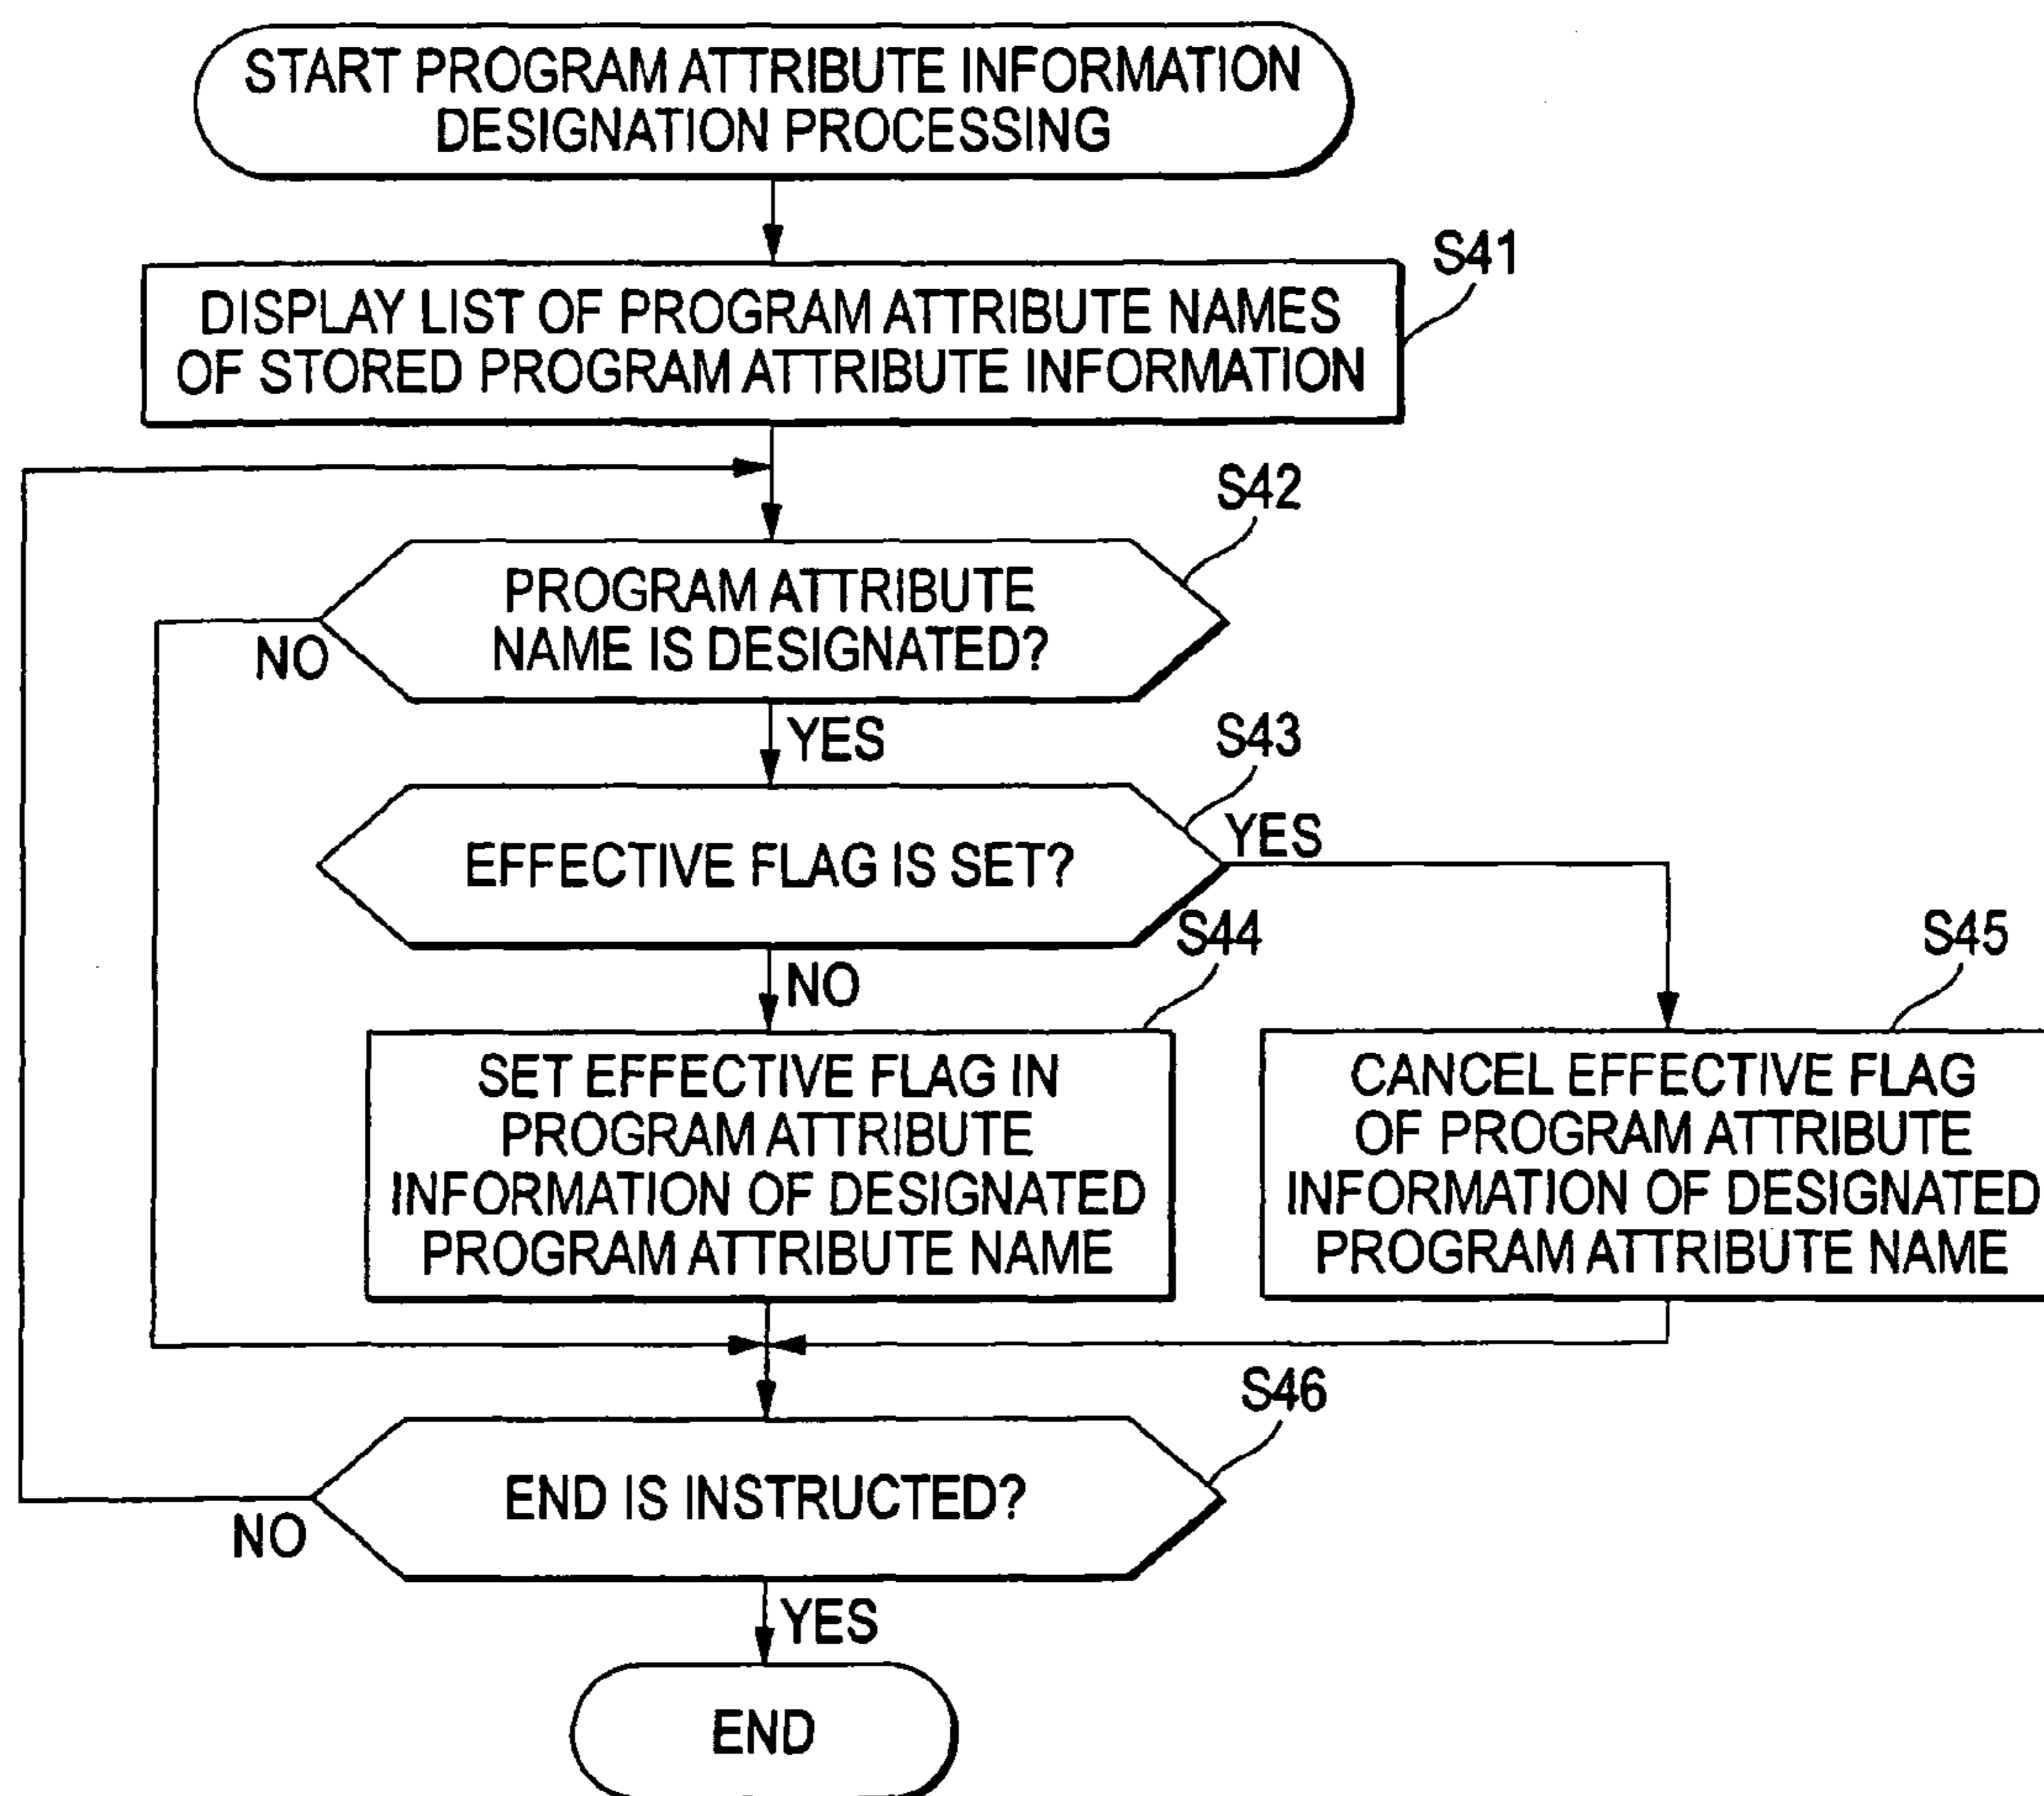 START PROGRAM ATTRIBUTE INFORMATION
DESIGNATION PROCESSING
S41
DISPLAY LIST OF PROGRAM ATTRIBUTE NAMES
OF STORED PROGRAM ATTRIBUTE INFORMATION
S42
PROGRAM ATTRIBUTE
NAME IS DESIGNATED?
NO
YES
S43
EFFECTIVE FLAG IS SET?
YES
NO
S44
SET EFFECTIVE FLAG IN
PROGRAM ATTRIBUTE
INFORMATION OF DESIGNATED
PROGRAM ATTRIBUTE NAME
S45
CANCEL EFFECTIVE FLAG
OF PROGRAM ATTRIBUTE
INFORMATION OF DESIGNATED
PROGRAM ATTRIBUTE NAME
S46
END IS INSTRUCTED?
NO
YES
END